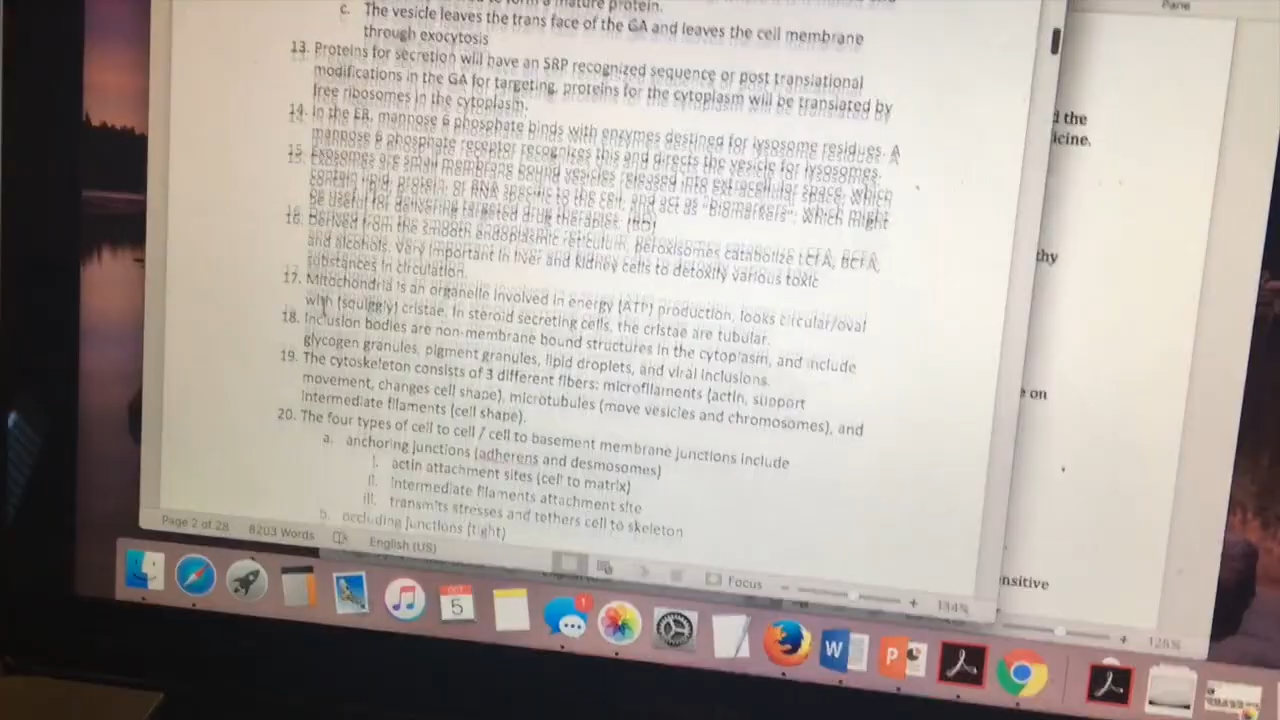 Pane
to form a mature protein.
c. The vesicle leaves the trans face of the GA and leaves the cell membrane
through exocytosis
13. Proteins for secretion will have an SRP recognized sequence or post translational
modifications in the GA for targeting, proteins for the cytoplasm will be translated by
free ribosomes in the cytoplasm.
14. In the ER, mannose 6 phosphate binds with enzymes destined for lysosome residues. A
mannose 6 phosphate receptor recognizes this and directs the vesicle for lysosomes.
15. Exosomes are small membrane bound vesicles released into extracellular space, which
contain lipid, protein, or RNA specific to the cell, and act as "biomarkers", which might
be useful for delivering targeted drug therapies.
16. Derived from the smooth endoplasmic reticulum, peroxisomes catabolize LCFA, BCFA,
and alcohols. Very important in liver and kidney cells to detoxify various toxic
substances in circulation.
17. Mitochondria is an organelle involved in energy (ATP) production, looks circular/oval
with (squiggly) cristae. In steroid secreting cells, the cristae are tubular.
18. Inclusion bodies are non-membrane bound structures in the cytoplasm, and include
glycogen granules, pigment granules, lipid droplets, and viral inclusions.
19. The cytoskeleton consists of 3 different fibers: microfilaments (actin, support
movement, changes cell shape), microtubules (move vesicles and chromosomes), and
intermediate filaments (cell shape).
20. The four types of cell to cell / cell to basement membrane junctions include
a. anchoring junctions (adherens and desmosomes)
i. actin attachment sites (cell to matrix)
ii. intermediate filaments attachment site
iii. transmits stresses and tethers cell to skeleton
b. occluding junctions (tight)
Page 2 of 28 8203 Words English (US) Focus 134%
the
icine.
thy
on
nsitive
128%
OCT
5
1
W
P